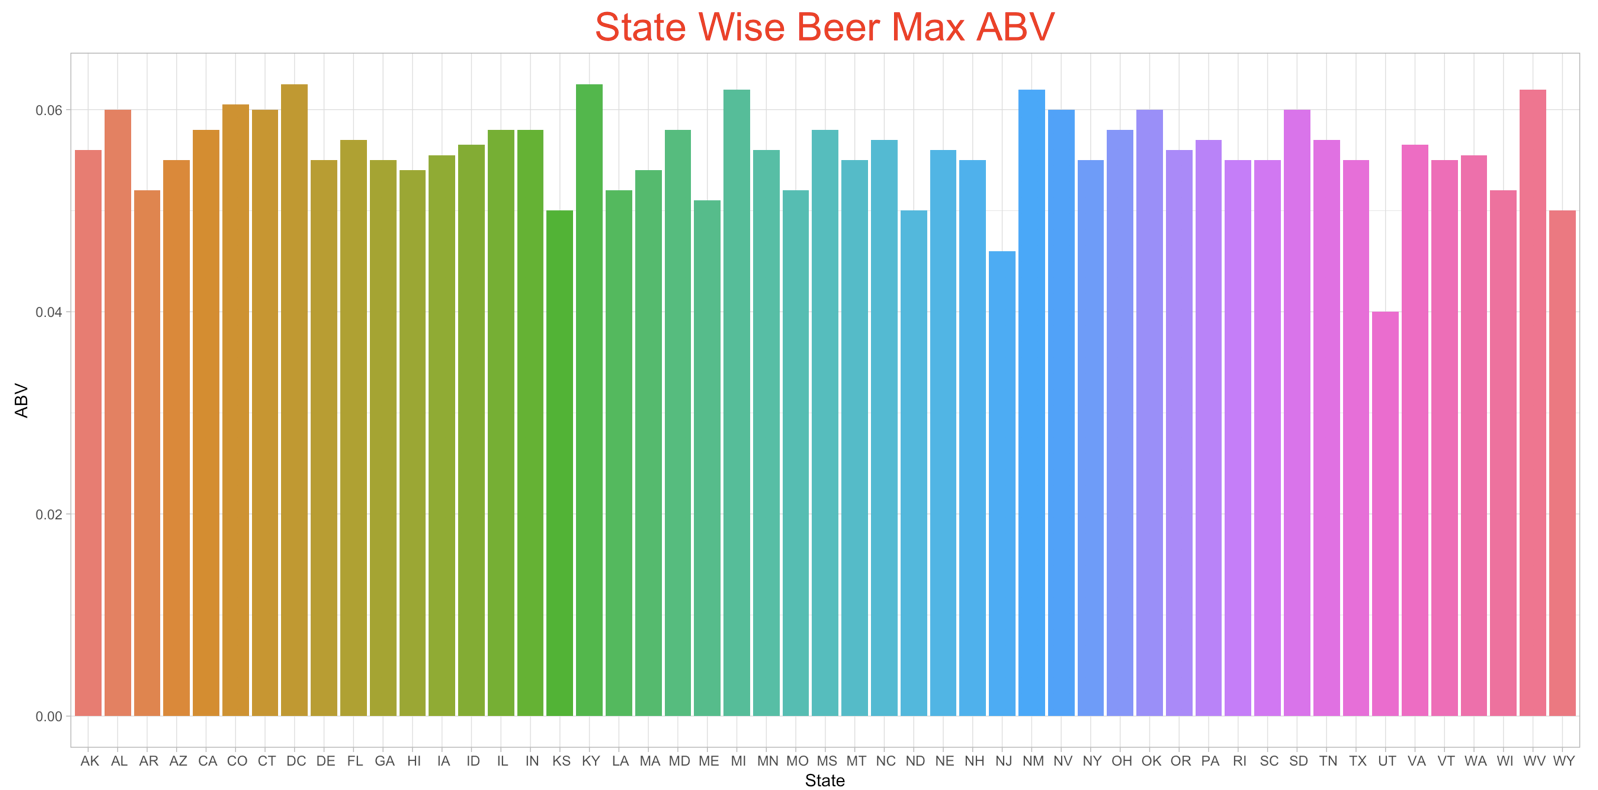 State Wise Beer Max ABV
ABV
0.06
0.04
0.02
0.00
AK AL AR AZ CA CO CT DC DE FL GA HI IA ID IL IN KS KY LA MA MD ME MI MN MO MS MT NC ND NE NH NJ NM NV NY OH OK OR PA RI SC SD TN TX UT VA VT WA WI WV WY
State